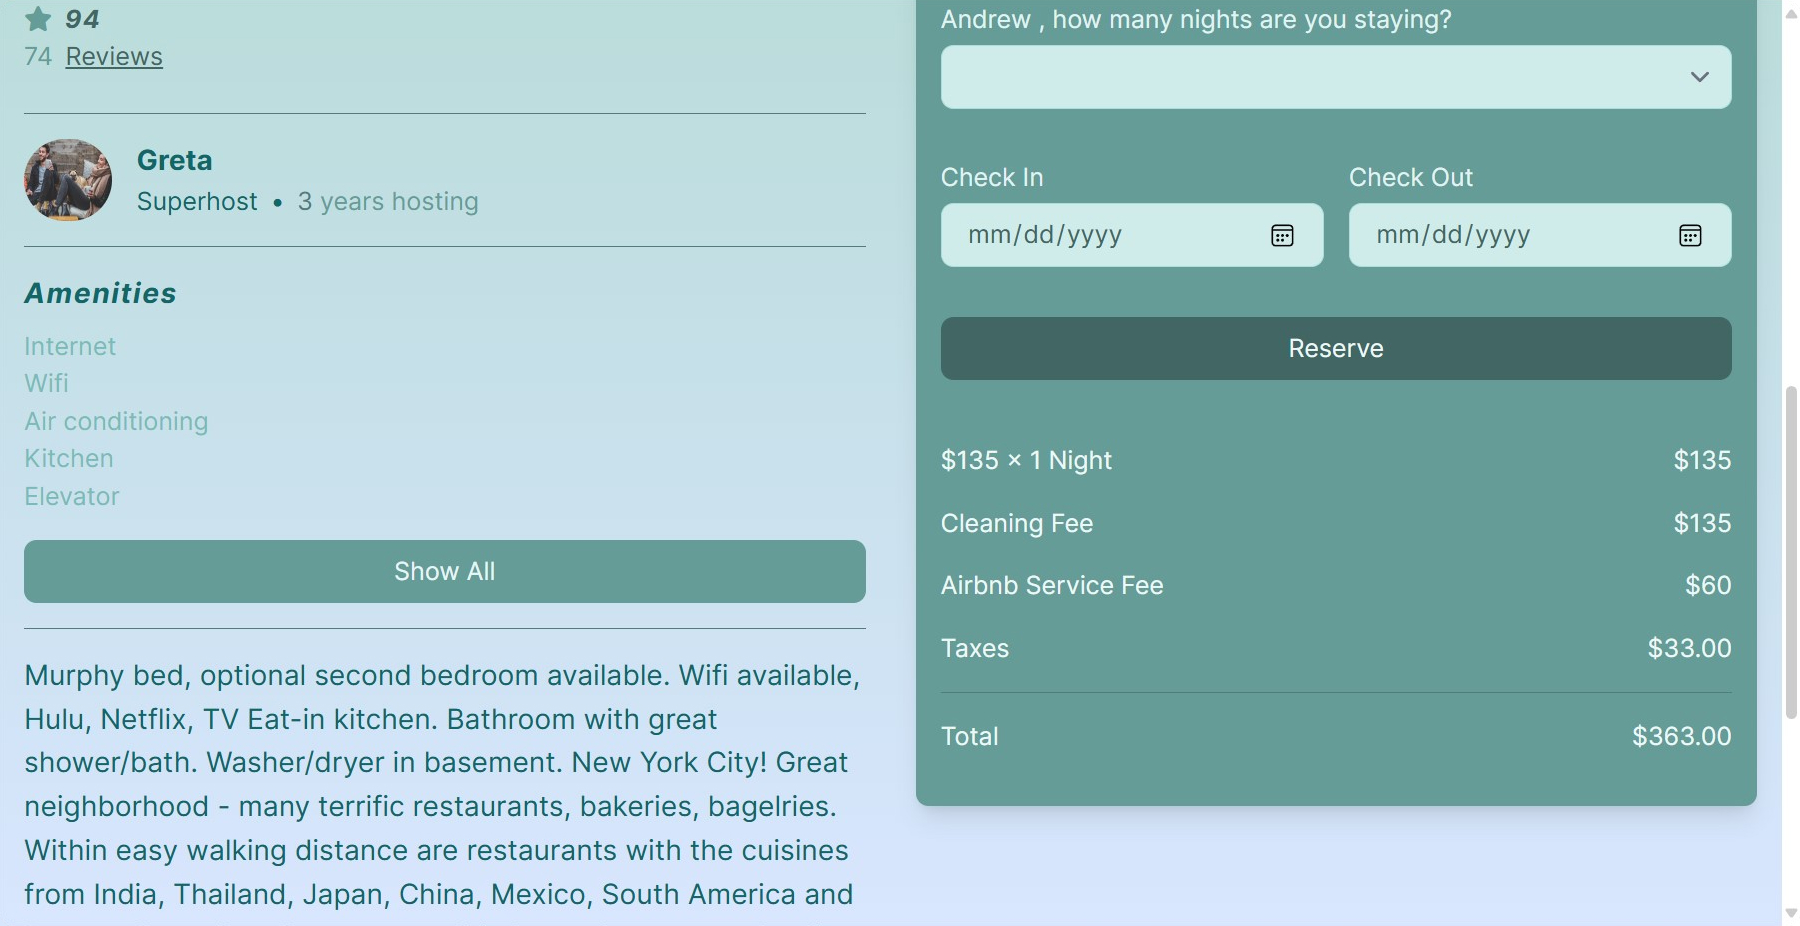 94
74 Reviews
Greta
Superhost • 3 years hosting
Amenities
Internet
Wifi
Air conditioning
Kitchen
Elevator
Show All
Murphy bed, optional second bedroom available. Wifi available,
Hulu, Netflix, TV Eat-in kitchen. Bathroom with great
shower/bath. Washer/dryer in basement. New York City! Great
neighborhood - many terrific restaurants, bakeries, bagelries.
Within easy walking distance are restaurants with the cuisines
from India, Thailand, Japan, China, Mexico, South America and
Andrew , how many nights are you staying?
Check In
mm/dd/yyyy
Check Out
mm/dd/yyyy
Reserve
$135 × 1 Night $135
Cleaning Fee $135
Airbnb Service Fee $60
Taxes $33.00
Total $363.00